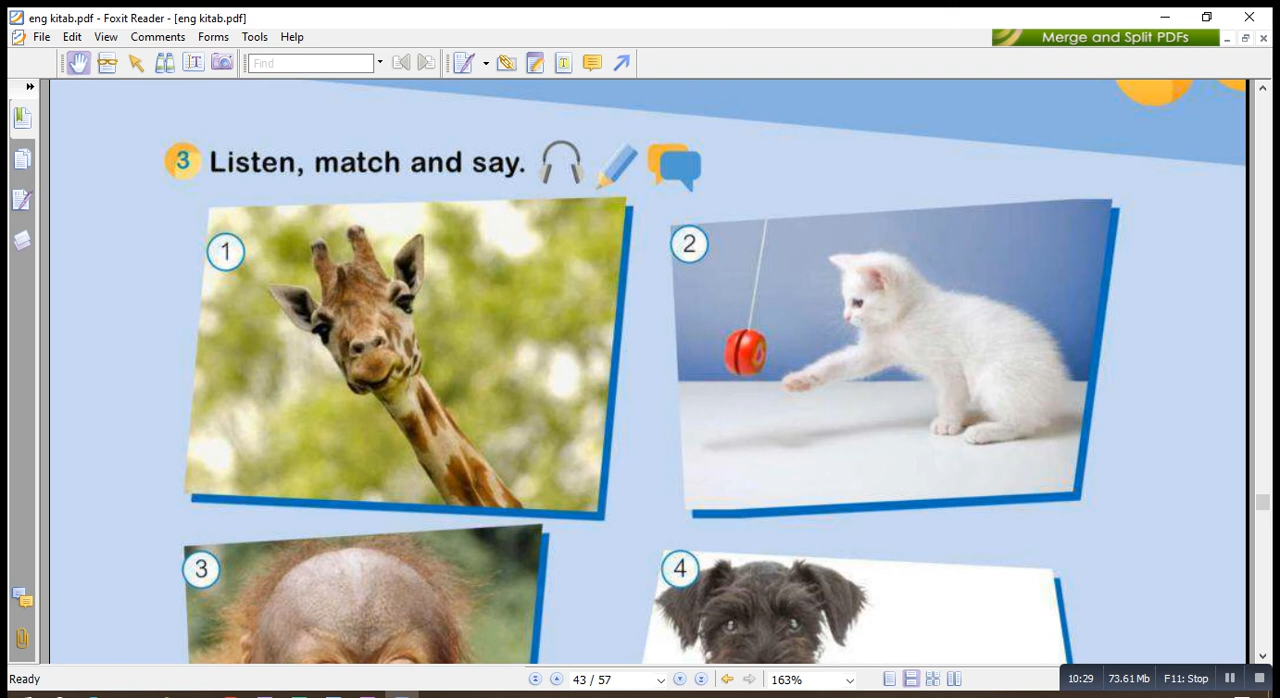 eng kitab.pdf - Foxit Reader - [eng kitab.pdf]
File Edit View Comments Forms Tools Help
Merge and Split PDFs
Find
3 Listen, match and say.
1
2
3
4
Ready
43 / 57
163%
10:29 73.61 Mb F11: Stop